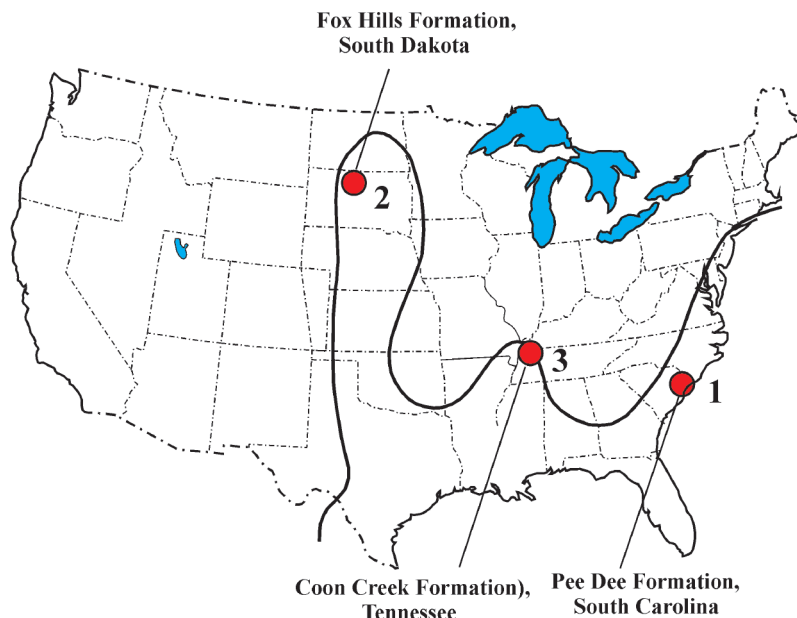 Fox Hills Formation,
South Dakota
2
3
1
Coon Creek Formation),
Tennessee
Pee Dee Formation,
South Carolina